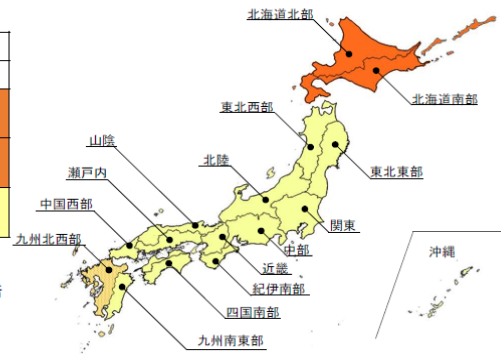 北海道北部
北海道南部
東北西部
山陰
北陸
東北東部
瀬戸内
中国西部
関東
九州北西部
中部
沖縄
近畿
紀伊南部
四国南部
九州南東部